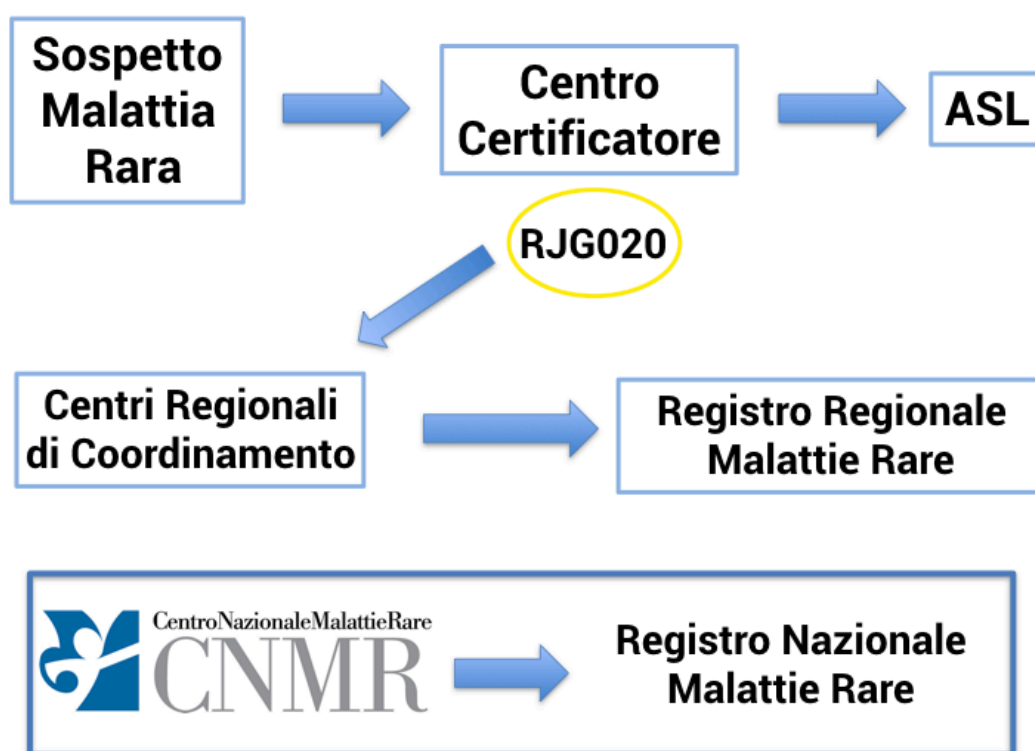 Sospetto
Malattia
Rara
Centro
Certificatore
ASL
RJG020
Centri Regionali
di Coordinamento
Registro Regionale
Malattie Rare
CentroNazionaleMalattieRare
CNMR
Registro Nazionale
Malattie Rare